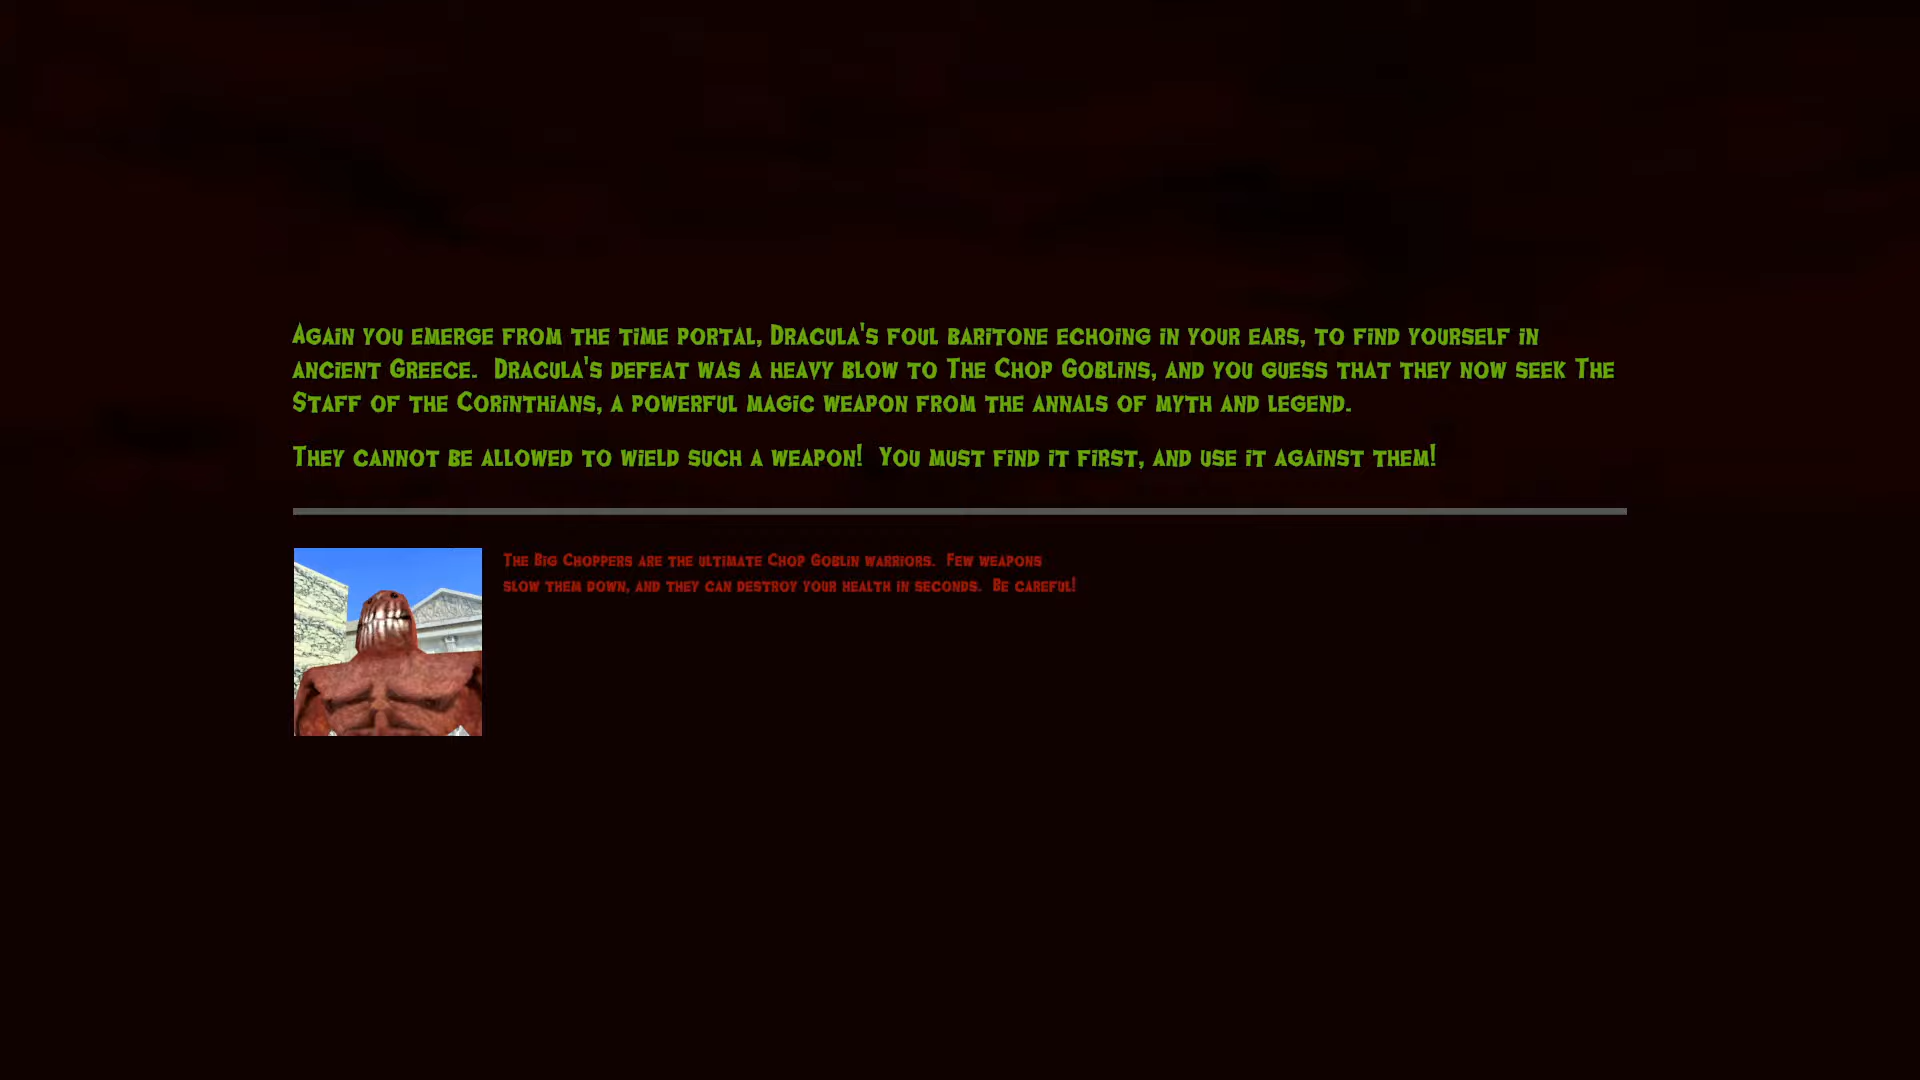 Again you emerge from the time portal, Dracula's foul baritone echoing in your ears, to find yourself in
ancient Greece.  Dracula's defeat was a heavy blow to The Chop Goblins, and you guess that they now seek The
Staff of the Corinthians, a powerful magic weapon from the annals of myth and legend.
They cannot be allowed to wield such a weapon!  You must find it first, and use it against them!
The Big Choppers are the ultimate Chop Goblin warriors.  Few weapons
slow them down, and they can destroy your health in seconds.  Be careful!